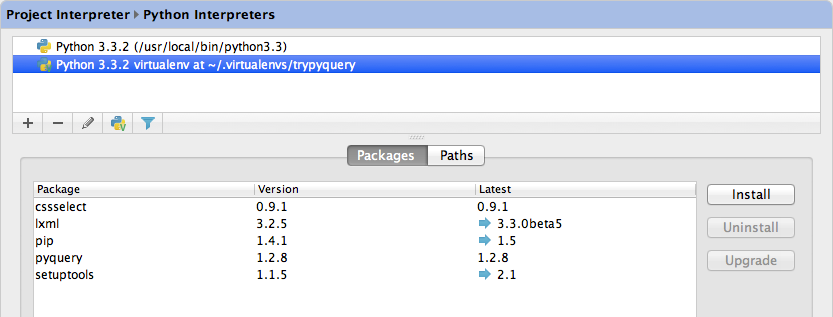 Project Interpreter Python Interpreters
Python 3.3.2 (/usr/local/bin/python3.3)
Python 3.3.2 virtualenv at ~/.virtualenvs/trypyquery
Packages Paths
Package Version Latest
cssselect 0.9.1 0.9.1
lxml 3.2.5 3.3.0beta5
pip 1.4.1 1.5
pyquery 1.2.8 1.2.8
setuptools 1.1.5 2.1
Install
Uninstall
Upgrade